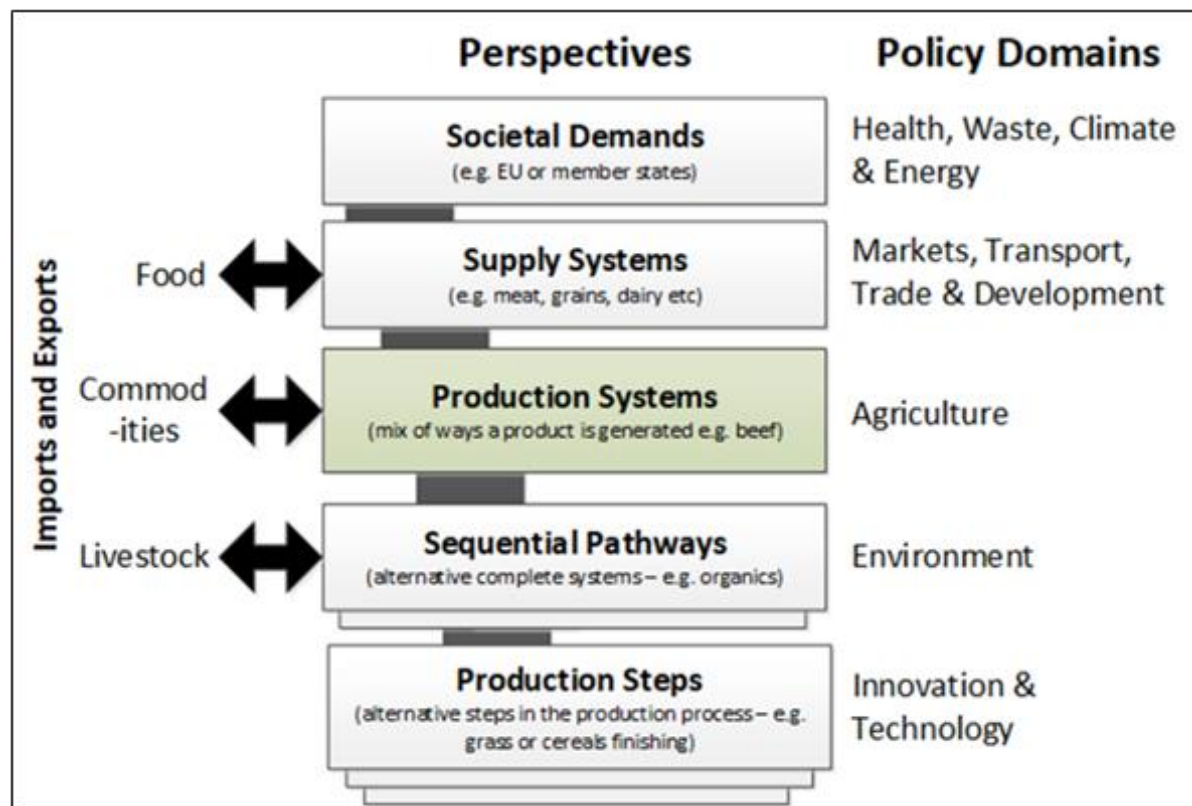 Perspectives
Policy Domains
Societal Demands
(e.g. EU or member states)
Health, Waste, Climate
& Energy
Imports and Exports
Food
Supply Systems
(e.g. meat, grains, dairy etc)
Markets, Transport,
Trade & Development
Commod
-ities
Production Systems
(mix of ways a product is generated e.g. beef)
Agriculture
Livestock
Sequential Pathways
(alternative complete systems – e.g. organics)
Environment
Production Steps
(alternative steps in the production process – e.g.
grass or cereals finishing)
Innovation &
Technology